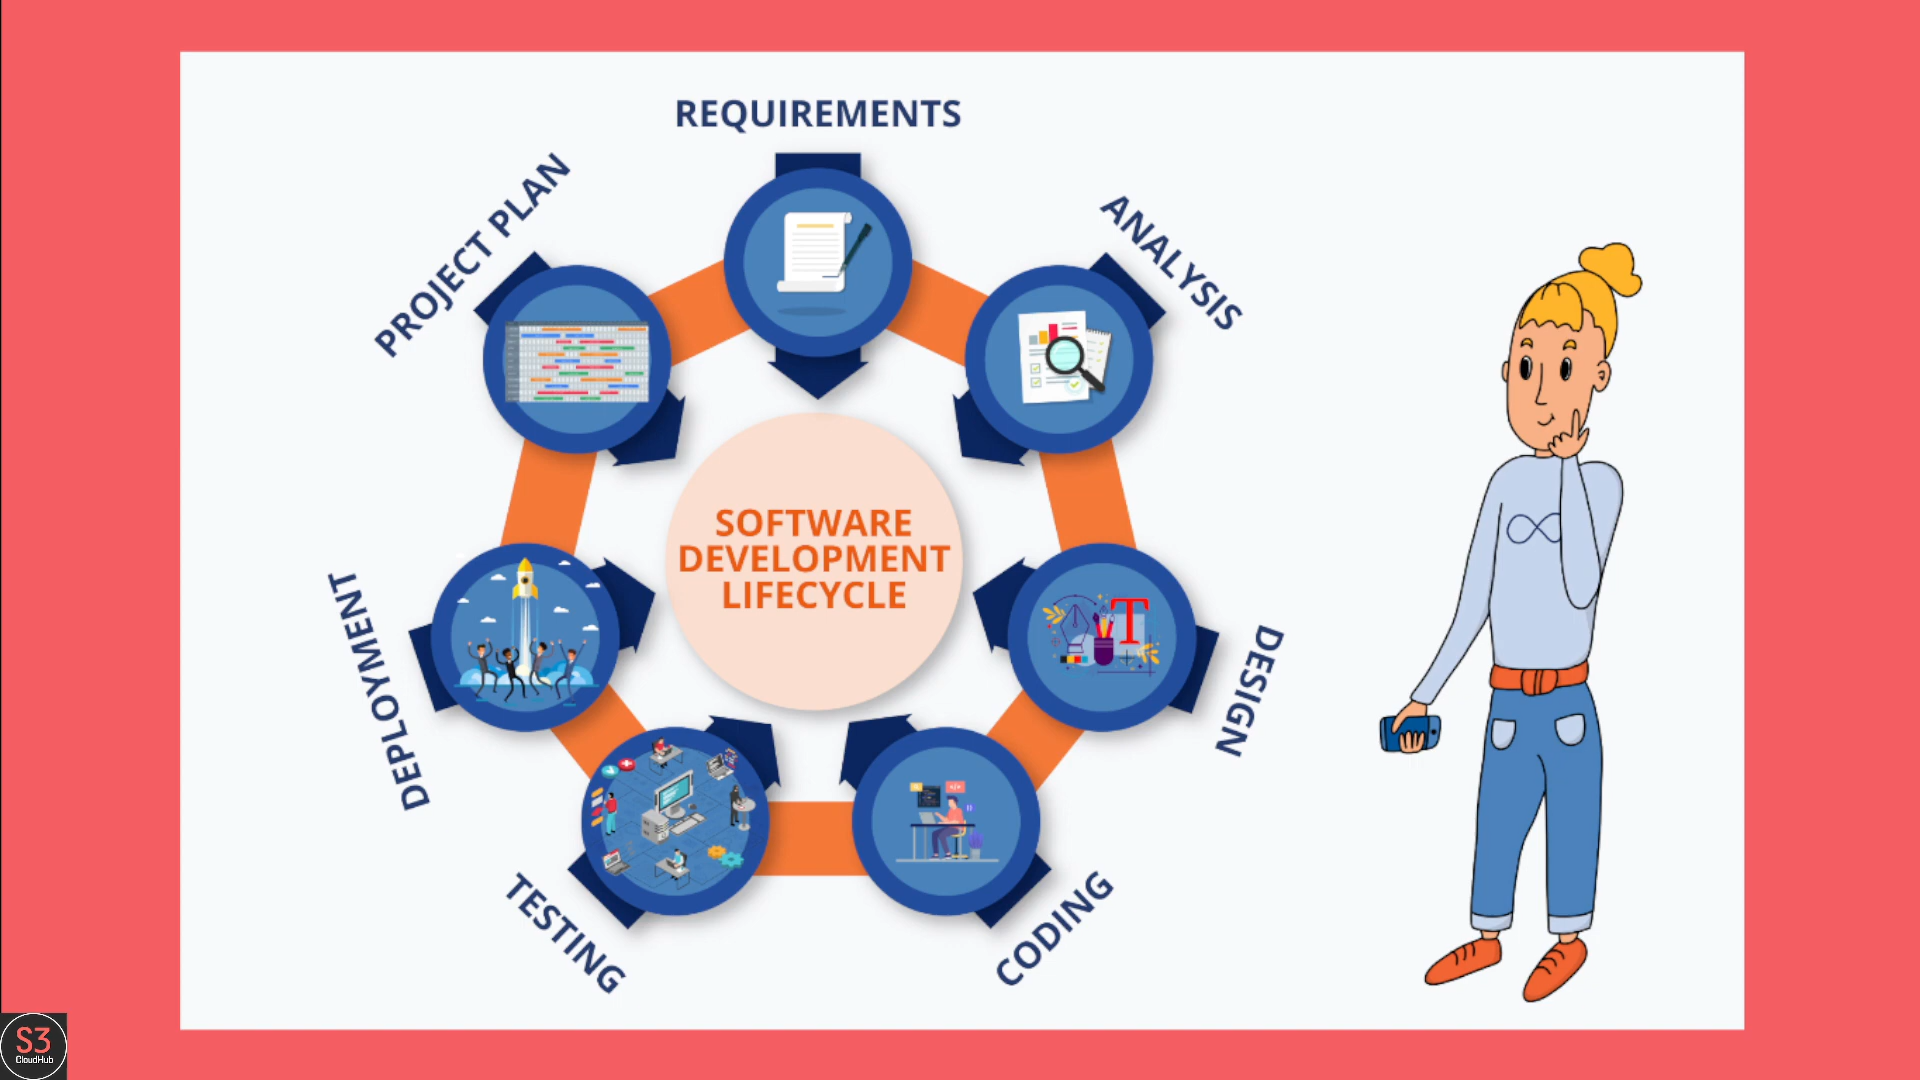 REQUIREMENTS
PROJECT PLAN
ANALYSIS
SOFTWARE
DEVELOPMENT
LIFECYCLE
T
DEPLOYMENT
DESIGN
TESTING
CODING
S3
CloudHub